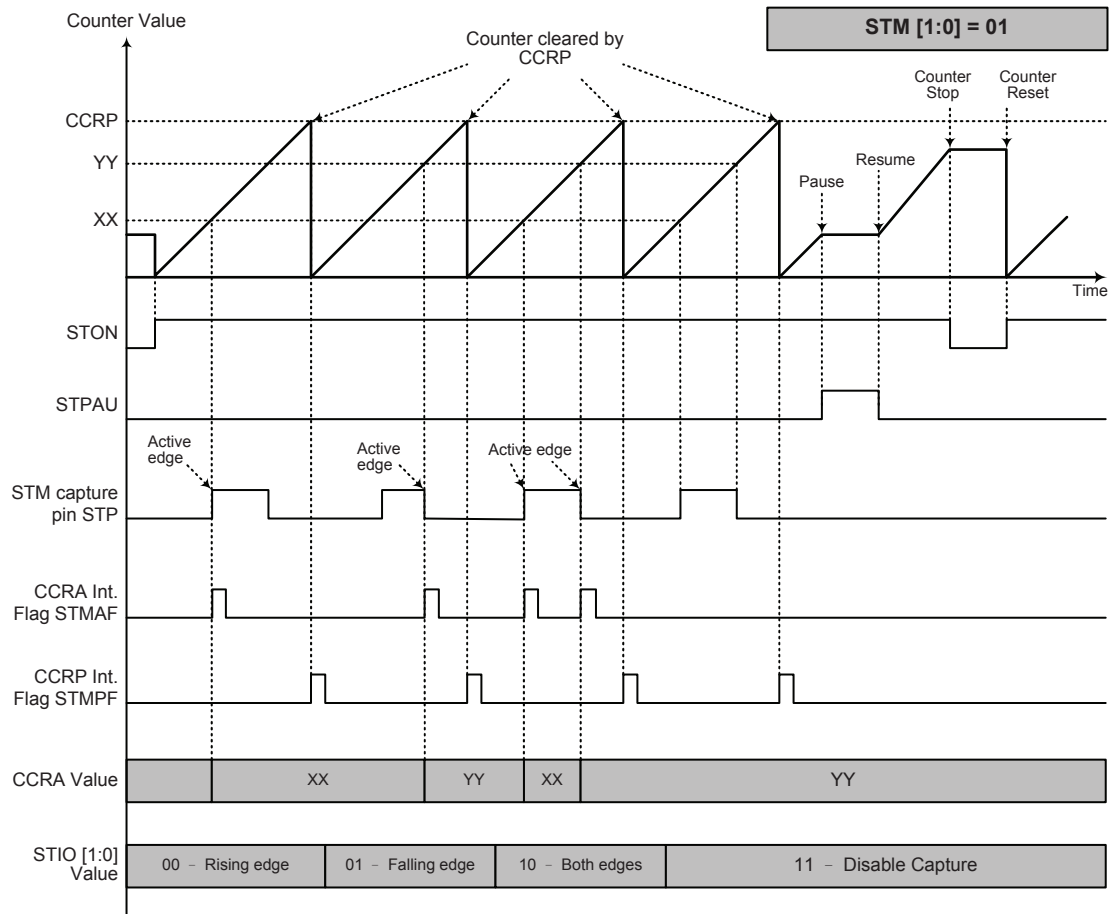 Counter Value
STM [1:0] = 01
Counter cleared by
CCRP
Counter
Stop
Counter
Reset
CCRP
YY
XX
Pause
Resume
Time
STON
STPAU
Active
edge
Active
edge
Active edge
STM capture
pin STP
CCRA Int.
Flag STMAF
CCRP Int.
Flag STMPF
CCRA Value
XX
YY
XX
YY
STIO [1:0]
Value
00 – Rising edge
01 – Falling edge
10 – Both edges
11 – Disable Capture